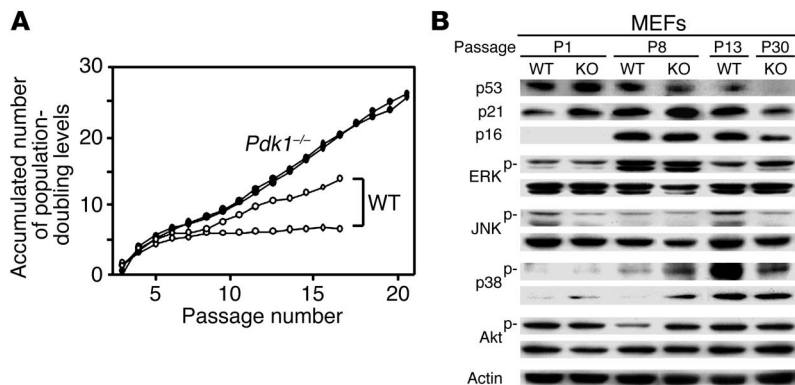 A
Accumulated number
of population-
doubling levels
30
20
10
0
5
10
15
20
Passage number
Pdk1–/–
WT
B
MEFs
Passage P1 P8 P13 P30
WT KO WT KO WT KO
p53
p21
p16
p-
ERK
p-
JNK
p-
p38
p-
Akt
Actin